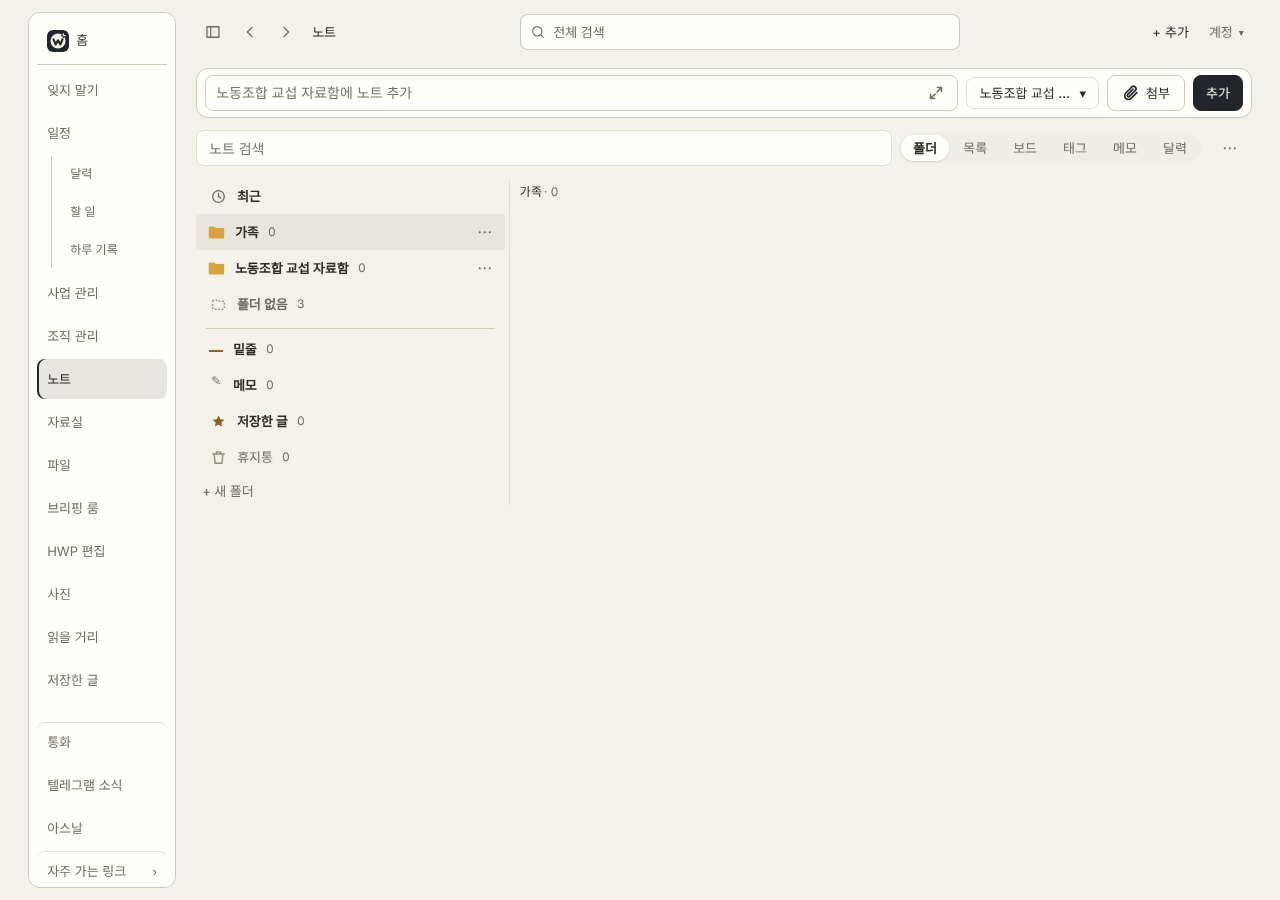 홈
잊지 말기
일정
달력
할 일
하루 기록
사업 관리
조직 관리
노트
자료실
파일
브리핑 룸
HWP 편집
사진
읽을 거리
저장한 글
통화
텔레그램 소식
아스날
자주 가는 링크 ›
노트
전체 검색
+ 추가
계정 ▾
노동조합 교섭 자료함에 노트 추가
노동조합 교섭 ... ▾
첨부
추가
노트 검색
폴더 목록 보드 태그 메모 달력 ···
최근
가족 0 ···
노동조합 교섭 자료함 0 ···
폴더 없음 3
밑줄 0
메모 0
저장한 글 0
휴지통 0
+ 새 폴더
가족 · 0